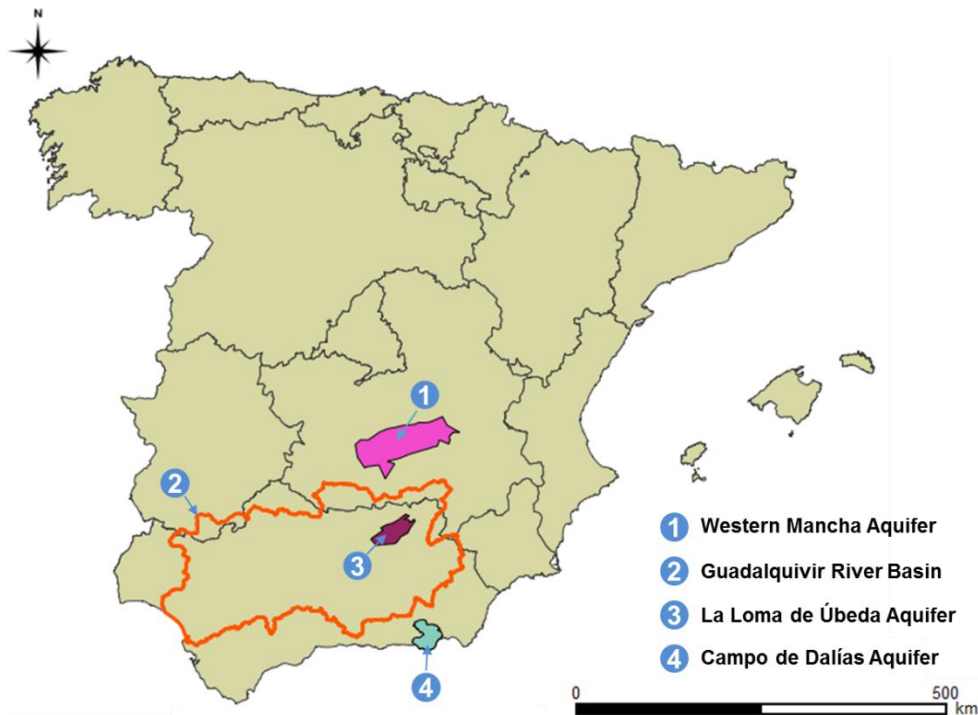 N
1
2
3
4
1 Western Mancha Aquifer
2 Guadalquivir River Basin
3 La Loma de Úbeda Aquifer
4 Campo de Dalías Aquifer
0 500
km